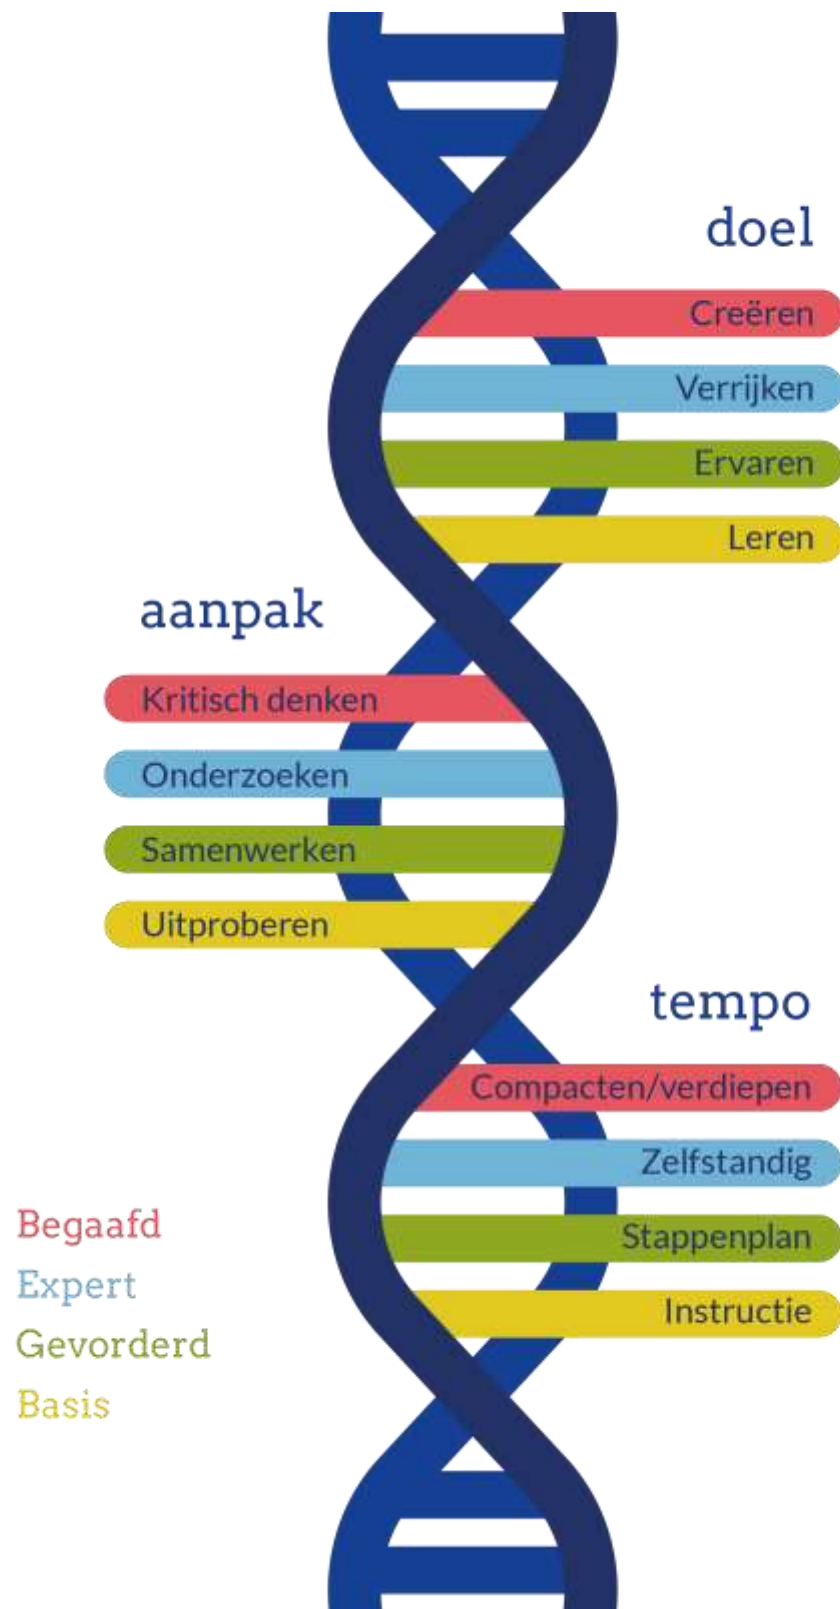 doel
Creëren
Verrijken
Ervaren
Leren
aanpak
Kritisch denken
Onderzoeken
Samenwerken
Uitproberen
tempo
Compacten/verdiepen
Zelfstandig
Stappenplan
Instructie
Begaafd
Expert
Gevorderd
Basis